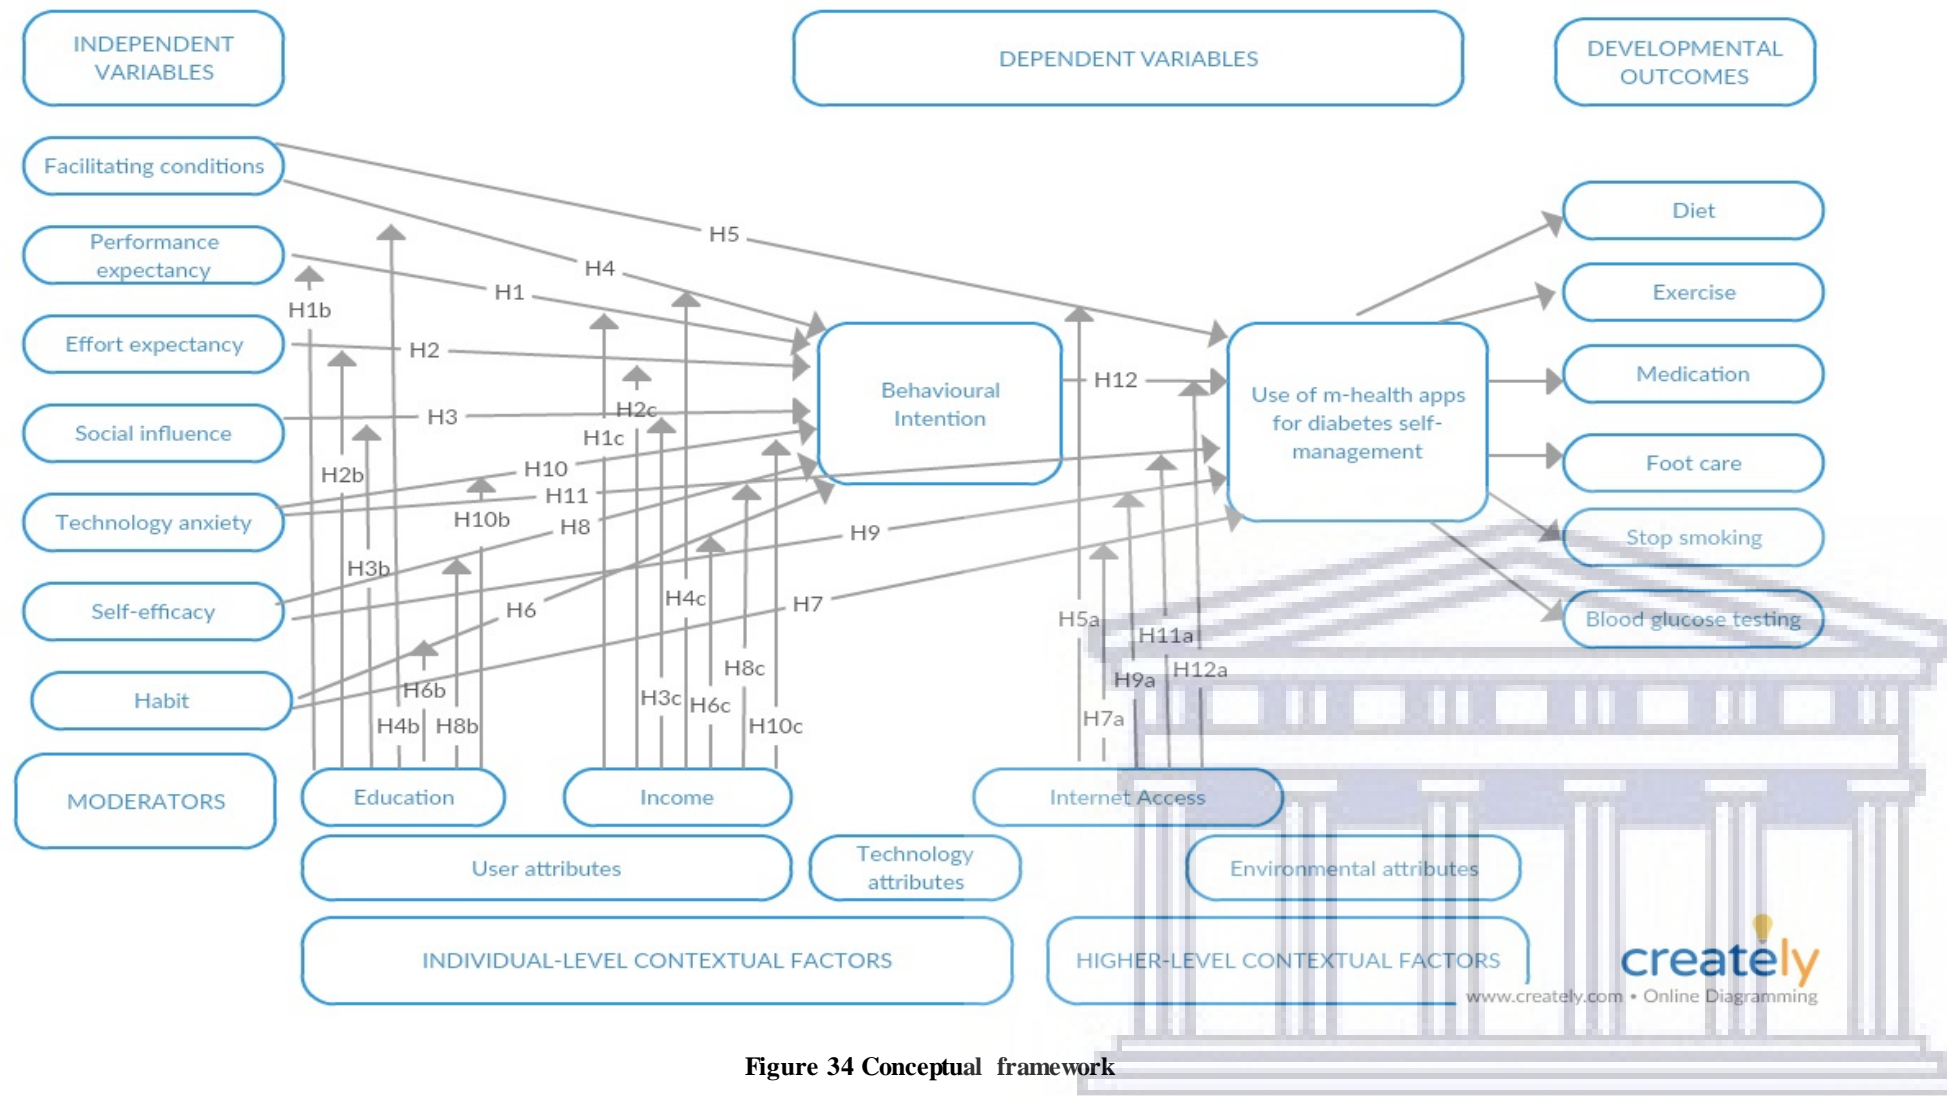 INDEPENDENT
VARIABLES
DEPENDENT VARIABLES
DEVELOPMENTAL
OUTCOMES
Facilitating conditions
Performance
expectancy
Effort expectancy
Social influence
Technology anxiety
Self-efficacy
Habit
H5
H4
H1
H2
H3
H10
H11
H8
H9
H6
H7
H12
H1b
H2b
H3b
H10b
H6b
H4b
H8b
H2c
H1c
H4c
H3c
H6c
H8c
H10c
H5a
H11a
H12a
H9a
H7a
Behavioural
Intention
Use of m-health apps
for diabetes self-
management
Diet
Exercise
Medication
Foot care
Stop smoking
Blood glucose testing
MODERATORS
Education
Income
Internet Access
User attributes
Technology
attributes
Environmental attributes
INDIVIDUAL-LEVEL CONTEXTUAL FACTORS
HIGHER-LEVEL CONTEXTUAL FACTORS
creately
www.creately.com • Online Diagramming
Figure 34 Conceptual framework